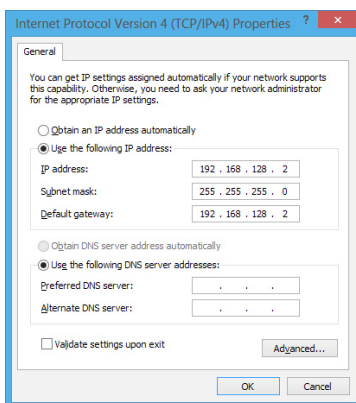 Internet Protocol Version 4 (TCP/IPv4) Properties ? ×
General
You can get IP settings assigned automatically if your network supports
this capability. Otherwise, you need to ask your network administrator
for the appropriate IP settings.
Obtain an IP address automatically
Use the following IP address:
IP address: 192 . 168 . 128 . 2
Subnet mask: 255 . 255 . 255 . 0
Default gateway: 192 . 168 . 128 . 2
Obtain DNS server address automatically
Use the following DNS server addresses:
Preferred DNS server: . . .
Alternate DNS server: . . .
Validate settings upon exit
Advanced...
OK Cancel